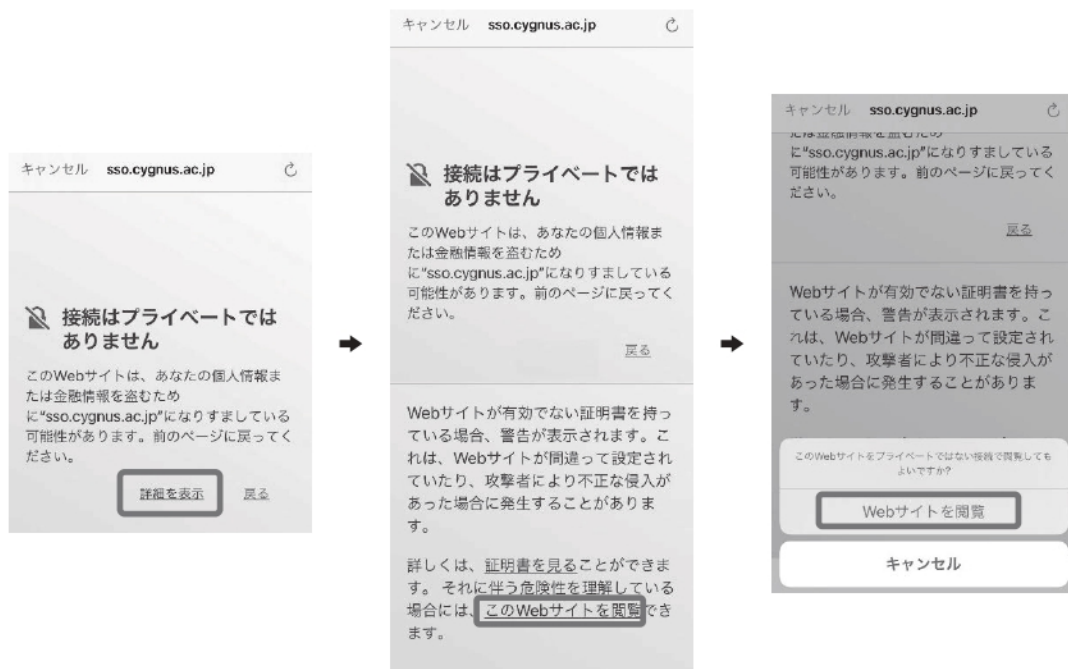 キャンセル sso.cygnus.ac.jp
接続はプライベートでは
ありません
このWebサイトは、あなたの個人情報ま
たは金融情報を盗むため
に“sso.cygnus.ac.jp”になりすましている
可能性があります。前のページに戻ってく
ださい。
詳細を表示 戻る
キャンセル sso.cygnus.ac.jp
接続はプライベートでは
ありません
このWebサイトは、あなたの個人情報ま
たは金融情報を盗むため
に“sso.cygnus.ac.jp”になりすましている
可能性があります。前のページに戻ってく
ださい。
戻る
Webサイトが有効でない証明書を持っ
ている場合、警告が表示されます。こ
れは、Webサイトが間違って設定され
ていたり、攻撃者により不正な侵入が
あった場合に発生することがありま
す。
詳しくは、証明書を見ることができま
す。それに伴う危険性を理解している
場合には、このWebサイトを閲覧でき
ます。
キャンセル sso.cygnus.ac.jp
たは金融情報を盗むため
に“sso.cygnus.ac.jp”になりすましている
可能性があります。前のページに戻ってく
ださい。
戻る
Webサイトが有効でない証明書を持っ
ている場合、警告が表示されます。こ
れは、Webサイトが間違って設定され
ていたり、攻撃者により不正な侵入が
あった場合に発生することがありま
す。
このWebサイトをプライベートではない接続で閲覧しても
よいですか?
Webサイトを閲覧
キャンセル